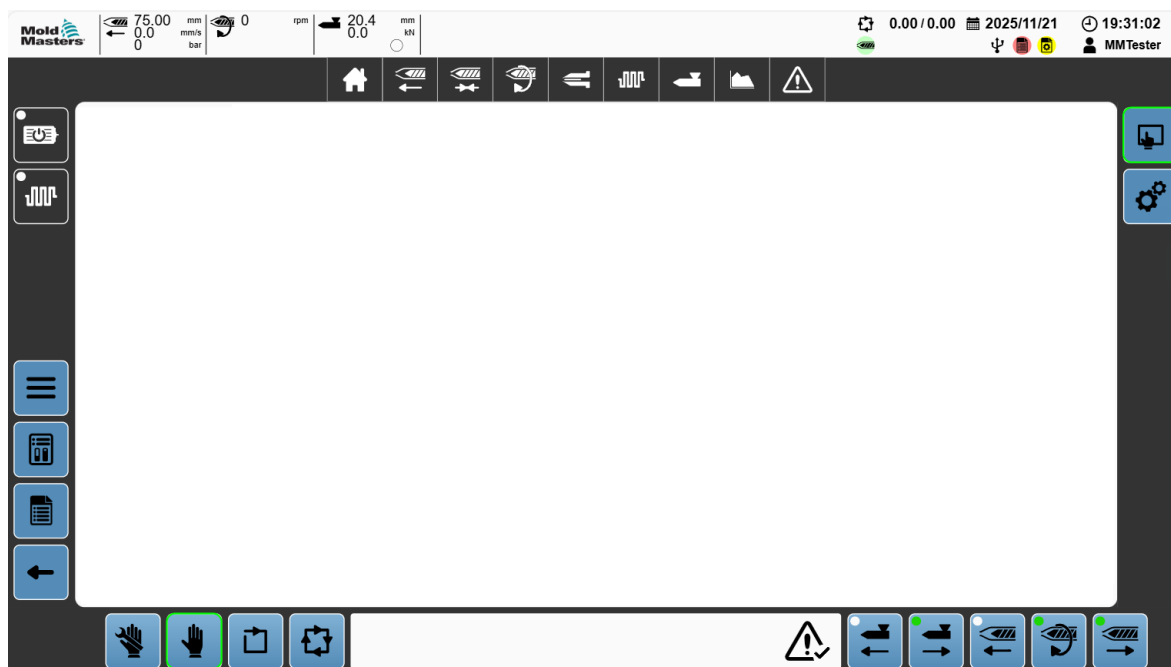 Mold
Masters
75.00 mm
0.0 mm/s
0 bar
0 rpm
20.4 mm
0.0 kN
0.00 / 0.00
2025/11/21
19:31:02
MMTester